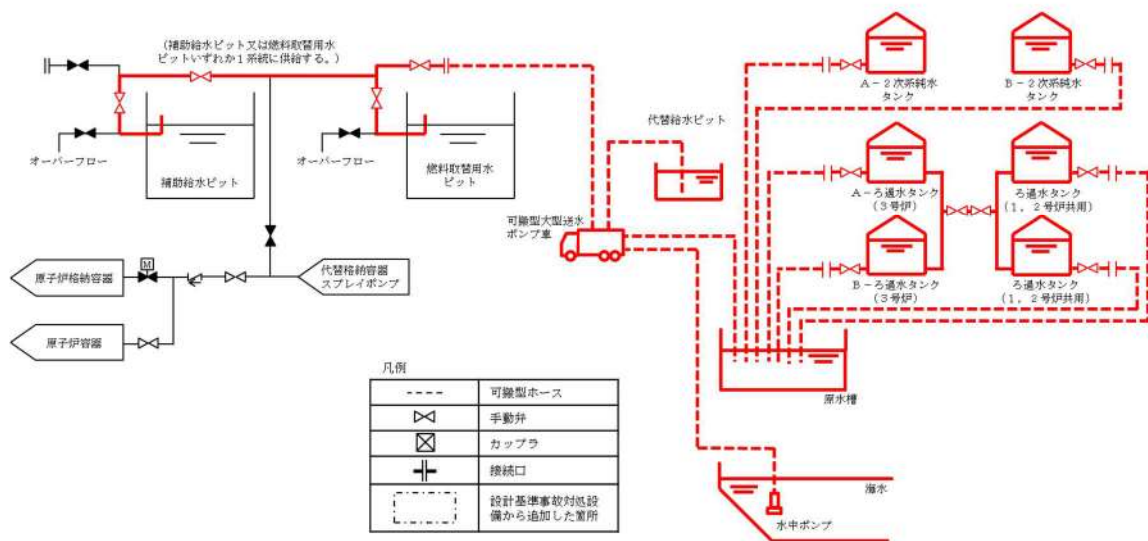 (補助給水ピット又は燃料取替用水
ピットいずれか1系統に供給する。)
A-2次系純水
タンク
B-2次系純水
タンク
代替給水ピット
オーバーフロー
補助給水ピット
オーバーフロー
燃料取替用水
ピット
A-ろ過水タンク
(3号炉)
ろ過水タンク
(1,2号炉共用)
可搬型大型送水
ポンプ車
M
原子炉格納容器
代替格納容器
スプレイポンプ
B-ろ過水タンク
(3号炉)
ろ過水タンク
(1,2号炉共用)
原子炉容器
原水槽
凡例
可搬型ホース
手動弁
カップラ
接続口
設計基準事故対処設
備から追加した箇所
海水
水中ポンプ